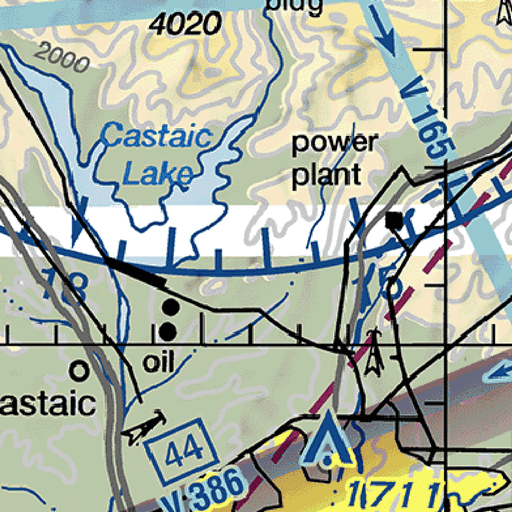 bldg
4020
2000
V 165
Castaic
Lake
power
plant
18
15
oil
astaic
44
V 386
1711